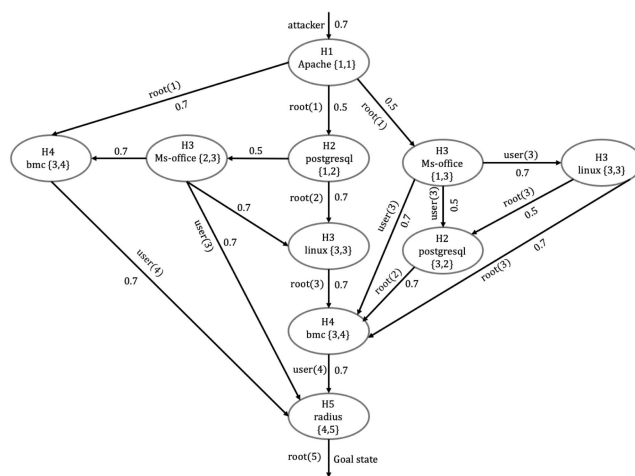 attacker 0.7
H1
Apache {1,1}
root(1)
0.7
root(1) 0.5
0.5
root(1)
H4
bmc {3,4}
0.7
H3
Ms-office {2,3}
0.5
H2
postgresql
{1,2}
H3
Ms-office
{1,3}
user(3)
0.7
H3
linux {3,3}
root(2) 0.7
0.7
user(3)
0.7
user(3)
0.7
user(3)
0.5
root(3)
0.5
H3
linux {3,3}
H2
postgresql
{3,2}
user(4)
0.7
root(3) 0.7
root(2)
0.7
root(3)
0.7
H4
bmc {3,4}
user(4) 0.7
H5
radius
{4,5}
root(5) Goal state